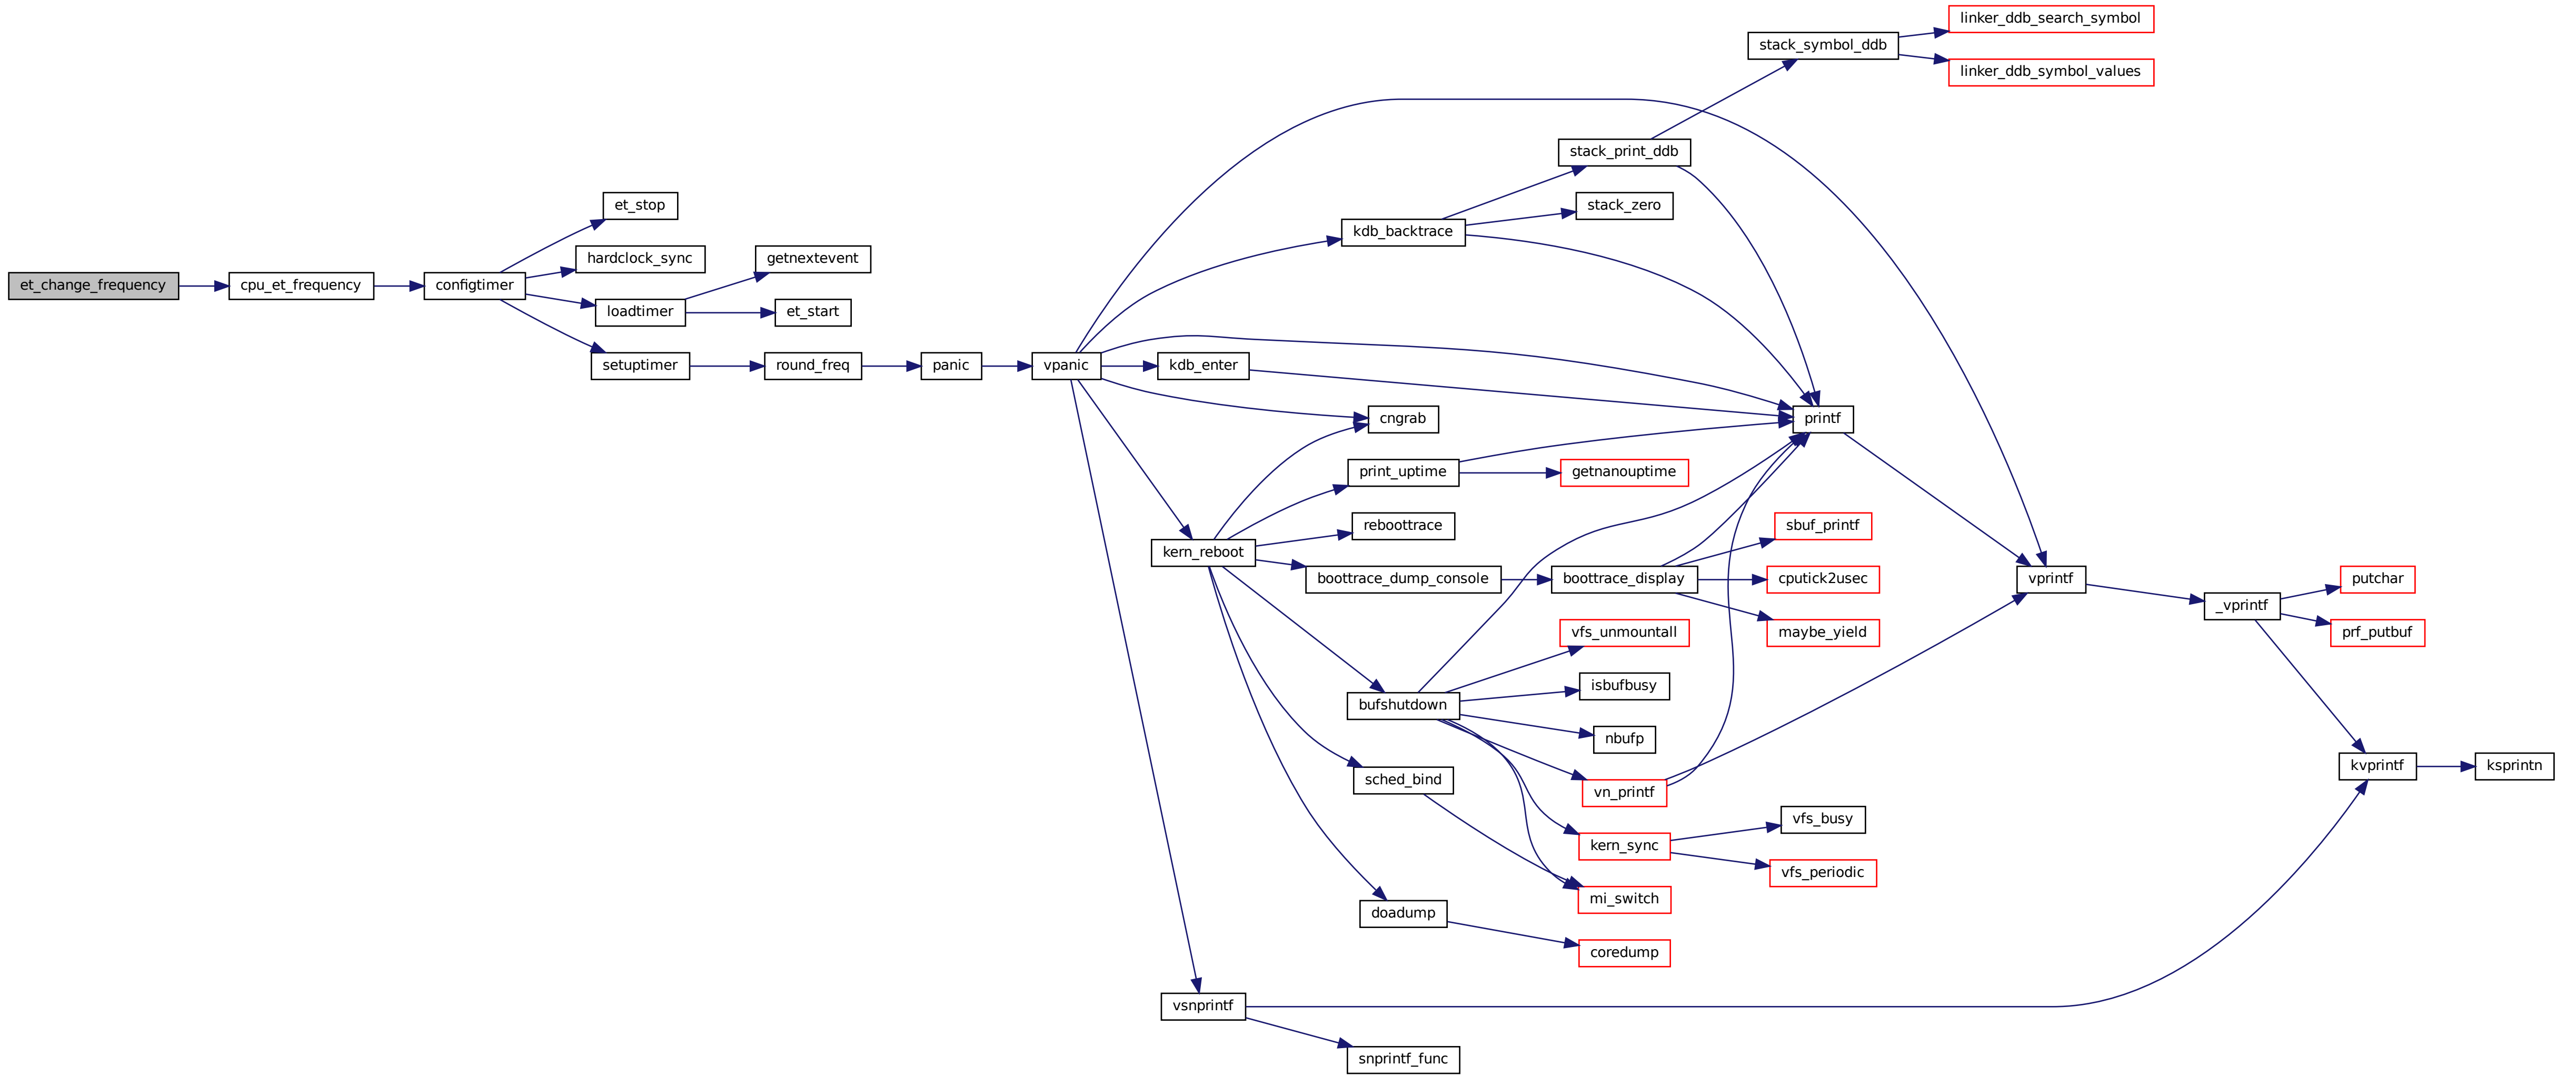 linker_ddb_search_symbol
stack_symbol_ddb
linker_ddb_symbol_values
stack_print_ddb
et_stop
stack_zero
kdb_backtrace
hardclock_sync
getnextevent
et_change_frequency
cpu_et_frequency
configtimer
loadtimer
et_start
setuptimer
round_freq
panic
vpanic
kdb_enter
cngrab
printf
print_uptime
getnanouptime
reboottrace
sbuf_printf
kern_reboot
boottrace_dump_console
boottrace_display
cputick2usec
vprintf
putchar
_vprintf
vfs_unmountall
maybe_yield
prf_putbuf
isbufbusy
bufshutdown
nbufp
sched_bind
vn_printf
kvprintf
ksprintn
vfs_busy
kern_sync
vfs_periodic
mi_switch
doadump
coredump
vsnprintf
snprintf_func